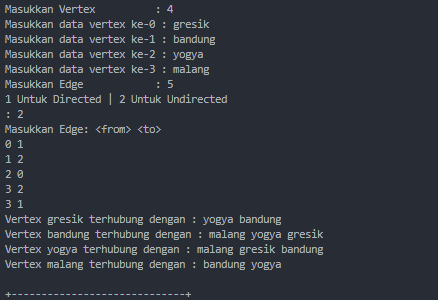 Masukkan Vertex           : 4
Masukkan data vertex ke-0 : gresik
Masukkan data vertex ke-1 : bandung
Masukkan data vertex ke-2 : yogya
Masukkan data vertex ke-3 : malang
Masukkan Edge             : 5
1 Untuk Directed | 2 Untuk Undirected
: 2
Masukkan Edge: <from> <to>
0 1
1 2
2 0
3 2
3 1
Vertex gresik terhubung dengan : yogya bandung
Vertex bandung terhubung dengan : malang yogya gresik
Vertex yogya terhubung dengan : malang gresik bandung
Vertex malang terhubung dengan : bandung yogya
+-----------------------------+